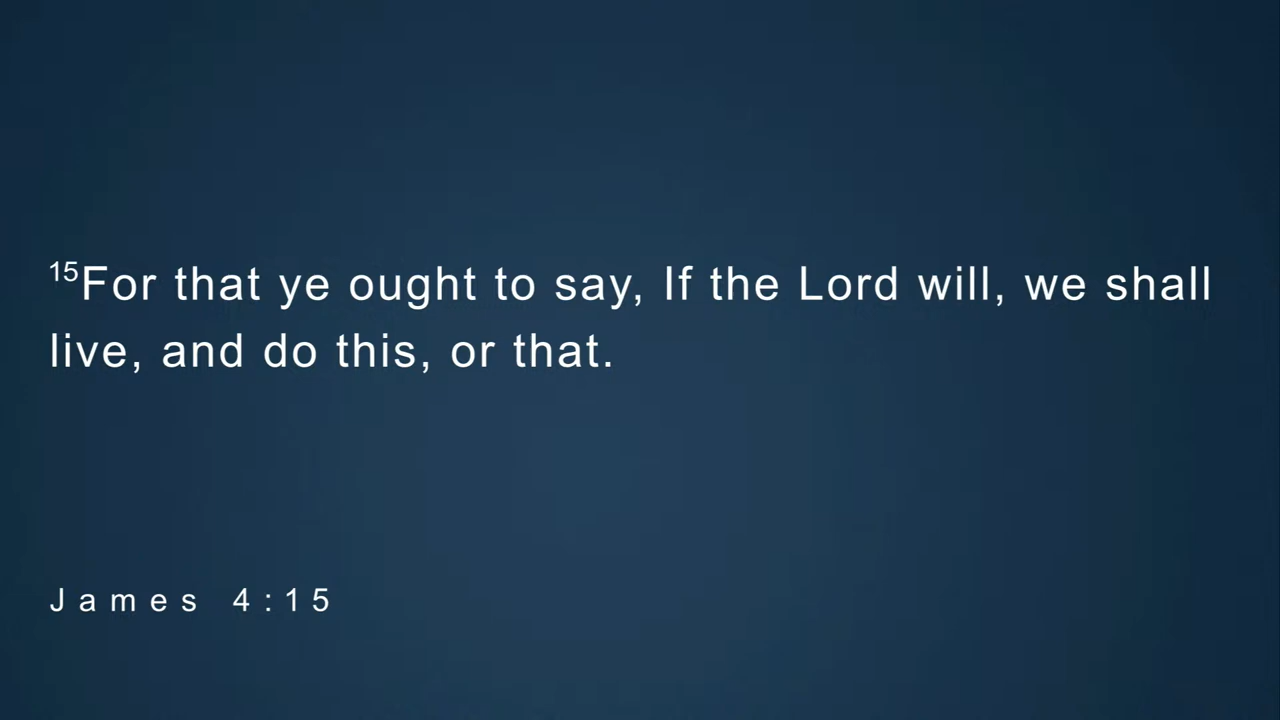 15For that ye ought to say, If the Lord will, we shall
live, and do this, or that.
James 4:15